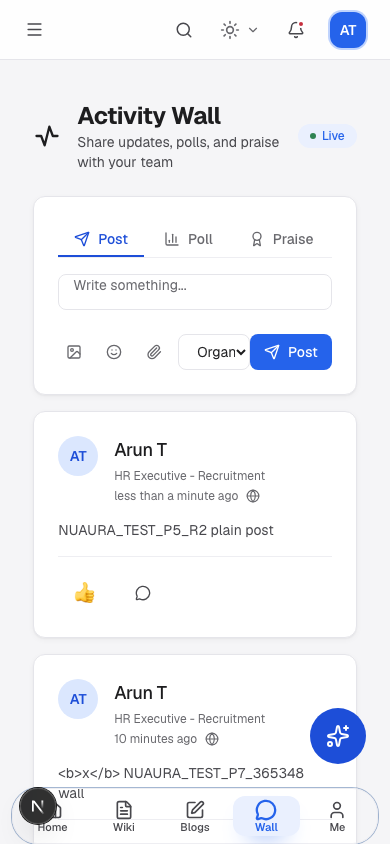 AT
Activity Wall
Share updates, polls, and praise
with your team
Live
Post
Poll
Praise
Write something...
Organ
Post
AT
Arun T
HR Executive - Recruitment
less than a minute ago
NUAURA_TEST_P5_R2 plain post
AT
Arun T
HR Executive - Recruitment
10 minutes ago
<b>x</b> NUAURA_TEST_P7_365348
wall
N
Home
Wiki
Blogs
Wall
Me